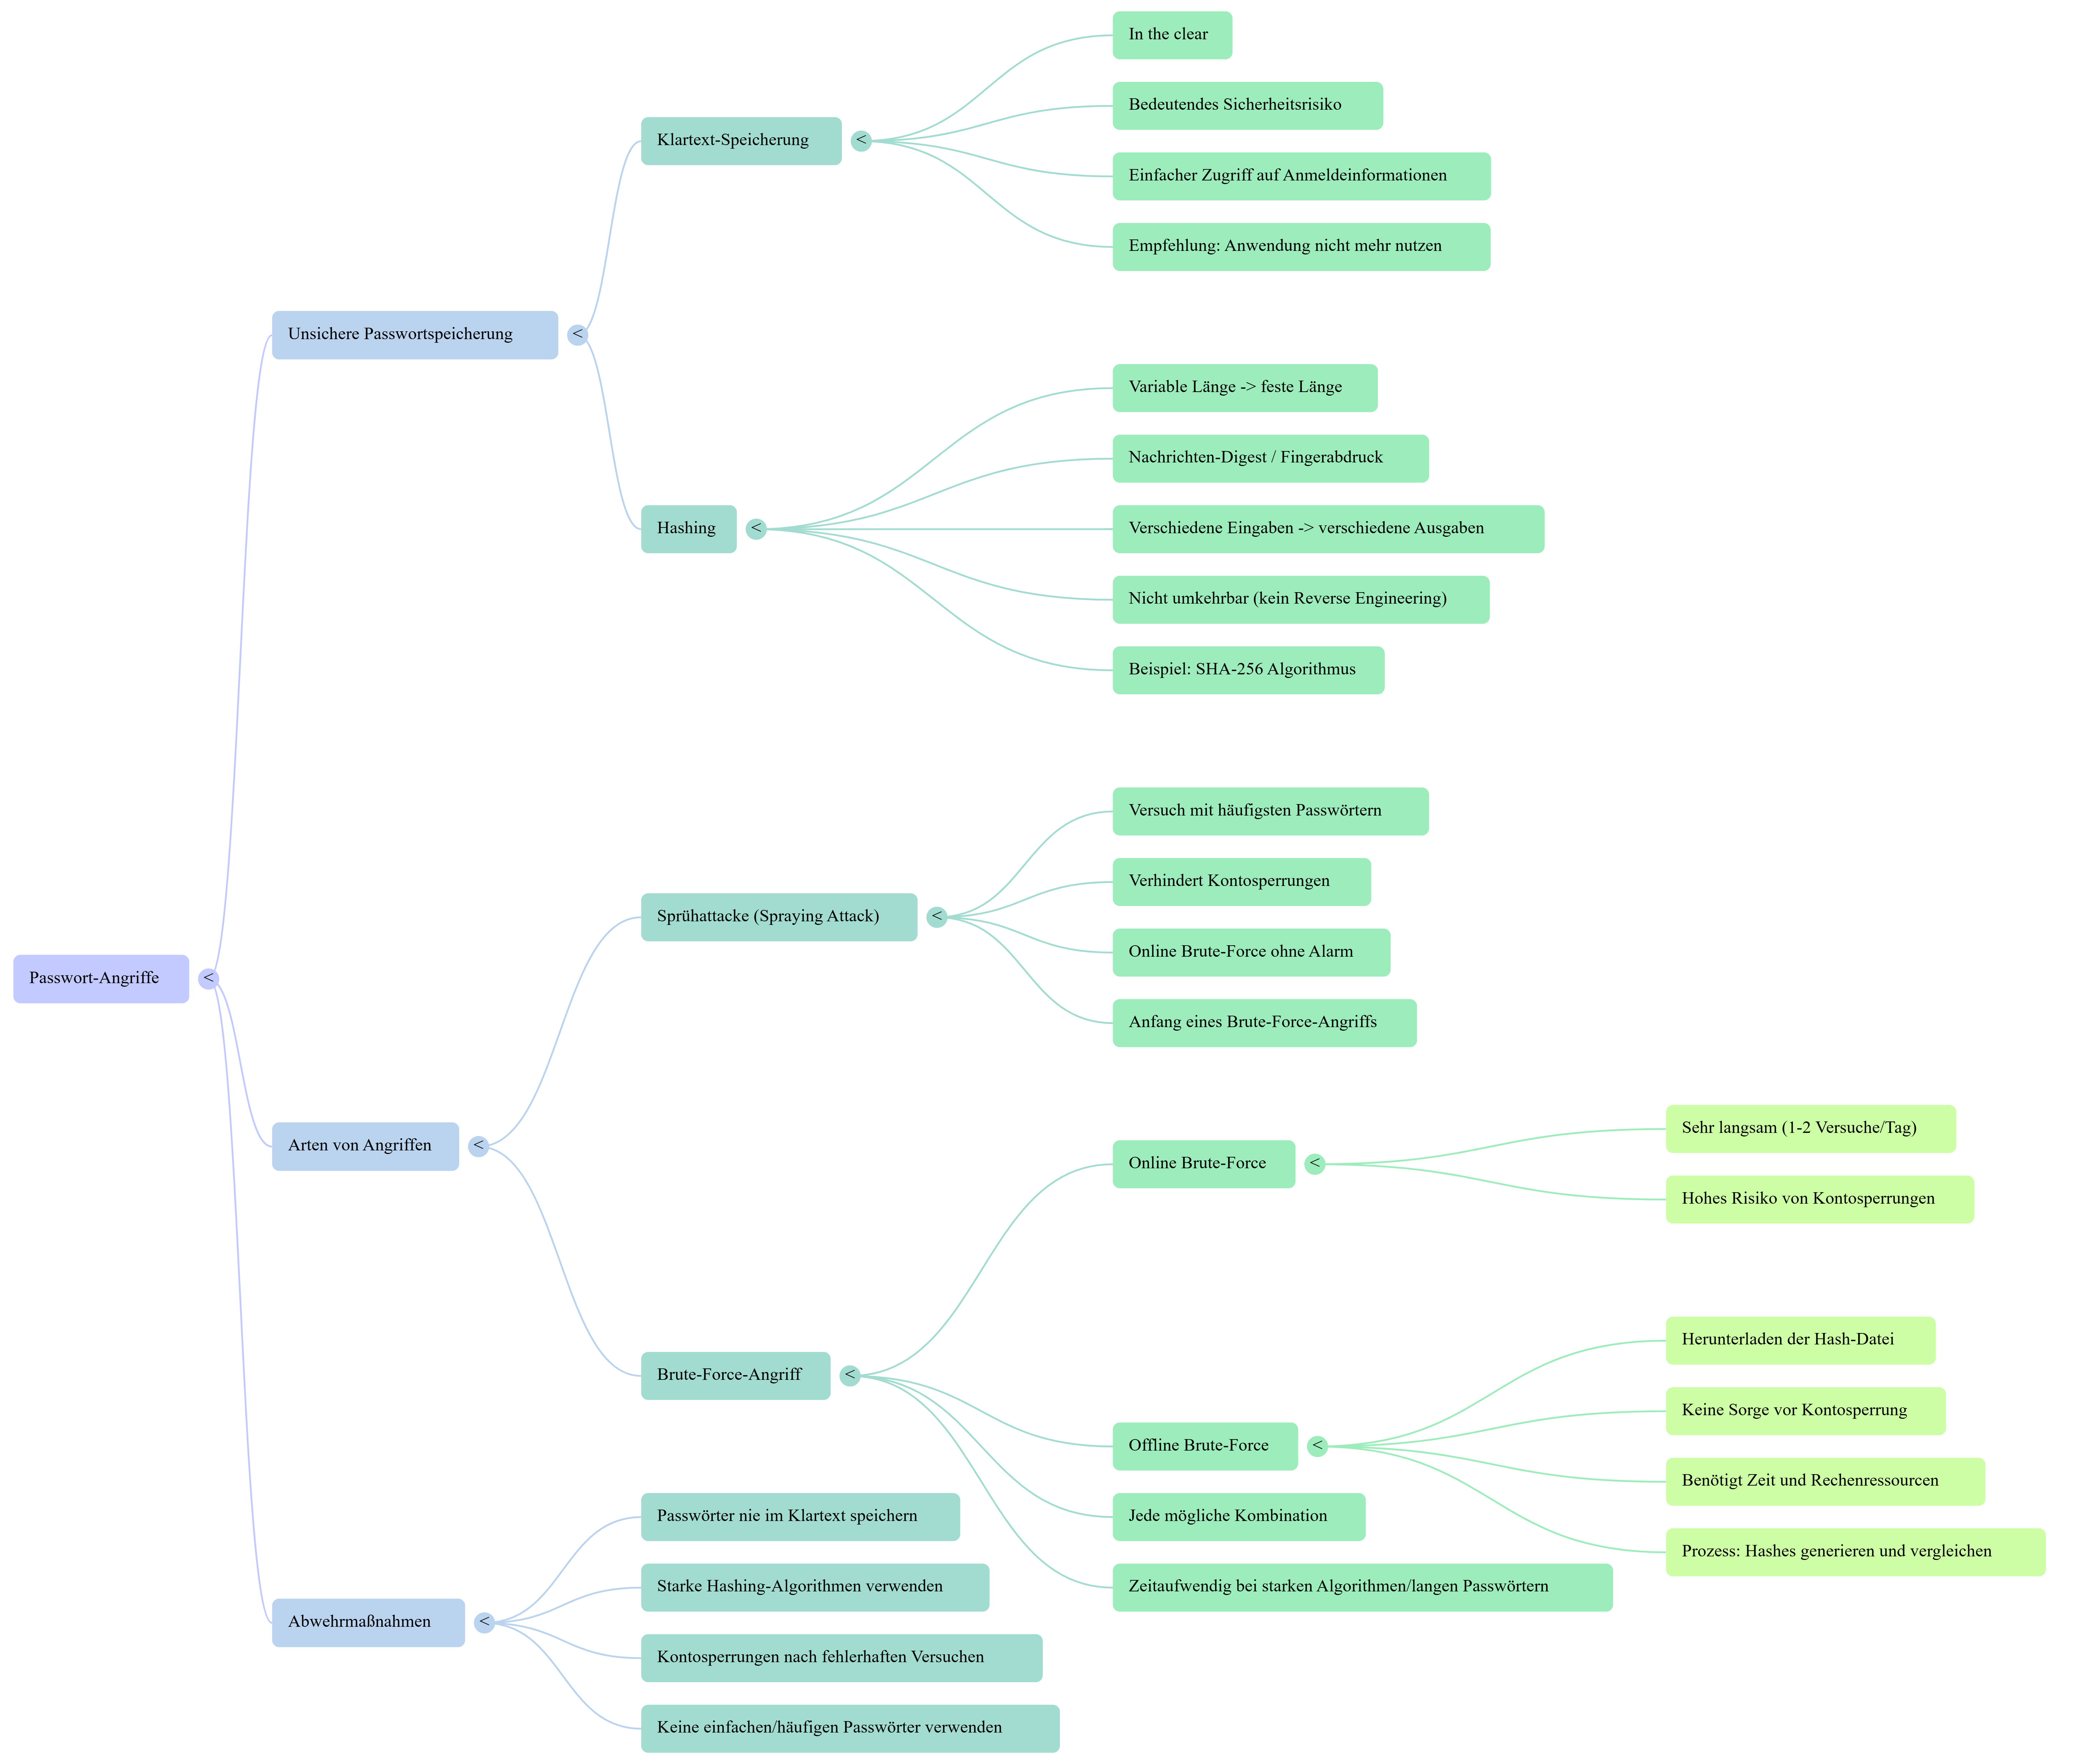 Passwort-Angriffe
<
Unsichere Passwortspeicherung
<
Klartext-Speicherung
<
In the clear
Bedeutendes Sicherheitsrisiko
Einfacher Zugriff auf Anmeldeinformationen
Empfehlung: Anwendung nicht mehr nutzen
Hashing
<
Variable Länge -> feste Länge
Nachrichten-Digest / Fingerabdruck
Verschiedene Eingaben -> verschiedene Ausgaben
Nicht umkehrbar (kein Reverse Engineering)
Beispiel: SHA-256 Algorithmus
Arten von Angriffen
<
Sprühattacke (Spraying Attack)
<
Versuch mit häufigsten Passwörtern
Verhindert Kontosperrungen
Online Brute-Force ohne Alarm
Anfang eines Brute-Force-Angriffs
Brute-Force-Angriff
<
Online Brute-Force
<
Sehr langsam (1-2 Versuche/Tag)
Hohes Risiko von Kontosperrungen
Offline Brute-Force
<
Herunterladen der Hash-Datei
Keine Sorge vor Kontosperrung
Benötigt Zeit und Rechenressourcen
Prozess: Hashes generieren und vergleichen
Jede mögliche Kombination
Zeitaufwendig bei starken Algorithmen/langen Passwörtern
Abwehrmaßnahmen
<
Passwörter nie im Klartext speichern
Starke Hashing-Algorithmen verwenden
Kontosperrungen nach fehlerhaften Versuchen
Keine einfachen/häufigen Passwörter verwenden